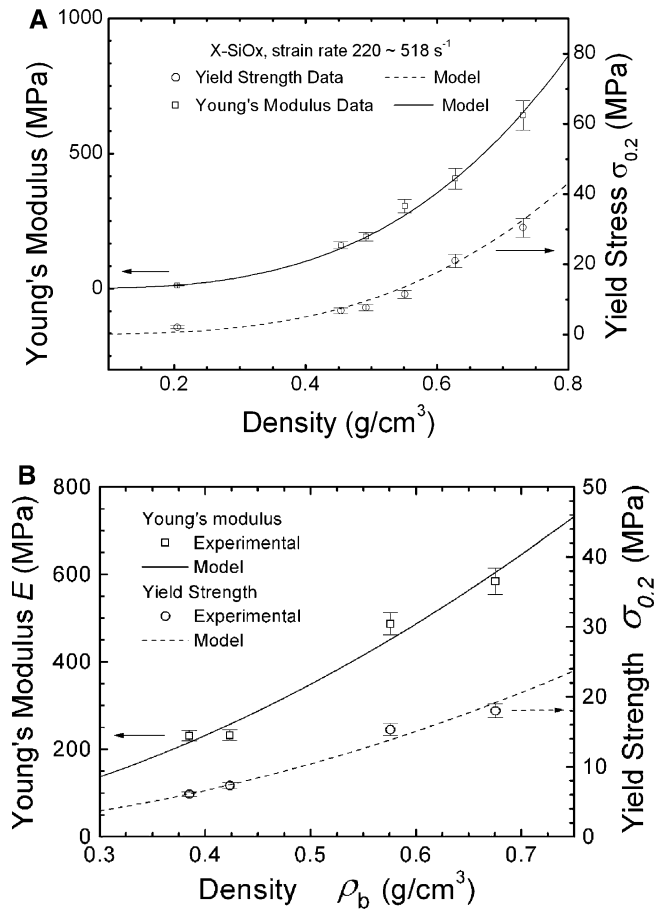 A
X-SiOx, strain rate 220 ~ 518 s⁻¹
Yield Strength Data Model
Young's Modulus Data Model
1000
500
0
Young's Modulus (MPa)
80
60
40
20
0
Yield Stress σ0.2 (MPa)
0.2 0.4 0.6 0.8
Density (g/cm³)
B
Young's modulus
Experimental
Model
Yield Strength
Experimental
Model
800
600
400
200
0
Young's Modulus E (MPa)
50
40
30
20
10
0
Yield Strength σ0.2 (MPa)
0.3 0.4 0.5 0.6 0.7
Density ρb (g/cm³)